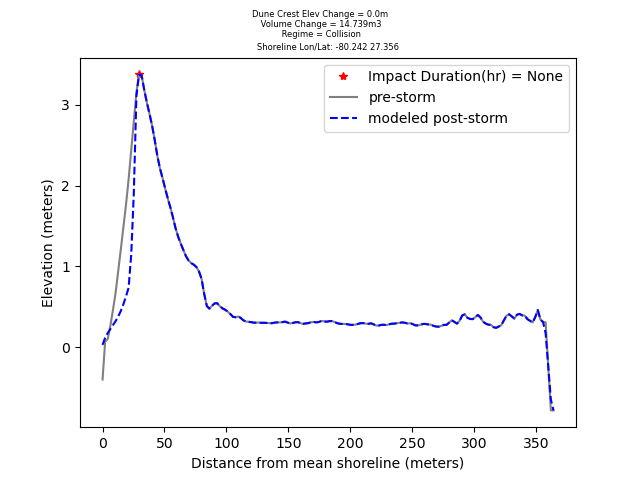 Dune Crest Elev Change = 0.0m
Volume Change = 14.739m3
Regime = Collision
Shoreline Lon/Lat: -80.242 27.356
Impact Duration(hr) = None
pre-storm
modeled post-storm
Elevation (meters)
3
2
1
0
0 50 100 150 200 250 300 350
Distance from mean shoreline (meters)